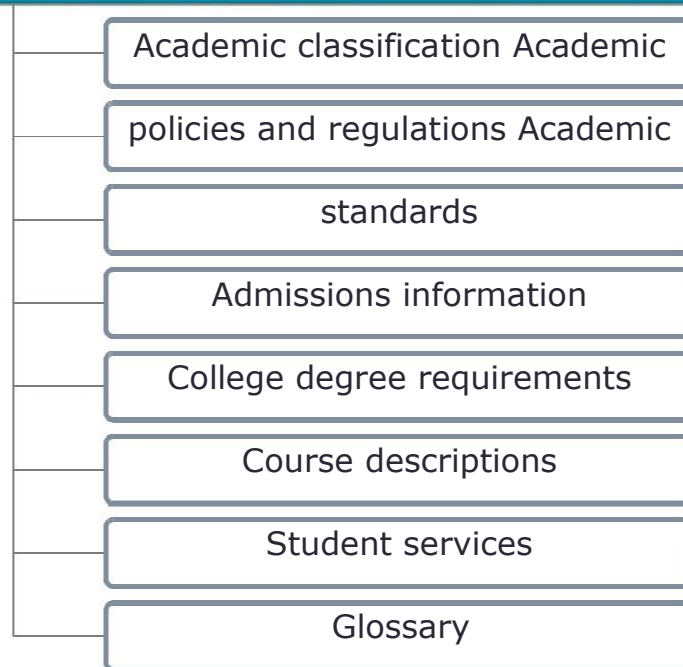 Academic classification Academic
policies and regulations Academic
standards
Admissions information
College degree requirements
Course descriptions
Student services
Glossary